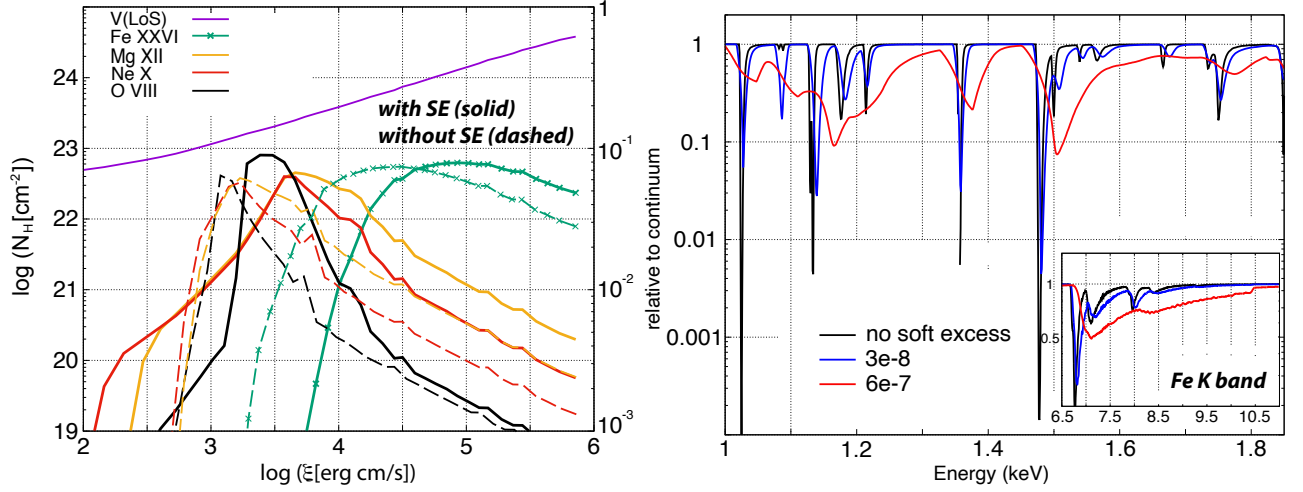 V(LoS)
Fe XXVI
Mg XII
Ne X
O VIII
with SE (solid)
without SE (dashed)
log (N_H[cm⁻²])
24
23
22
21
20
19
10⁰
10⁻¹
10⁻²
10⁻³
2
3
4
5
6
log (ξ[erg cm/s])
relative to continuum
1
0.1
0.01
0.001
no soft excess
3e-8
6e-7
1
0.5
Fe K band
6.5
7.5
8.5
9.5
10.5
1
1.2
1.4
1.6
1.8
Energy (keV)